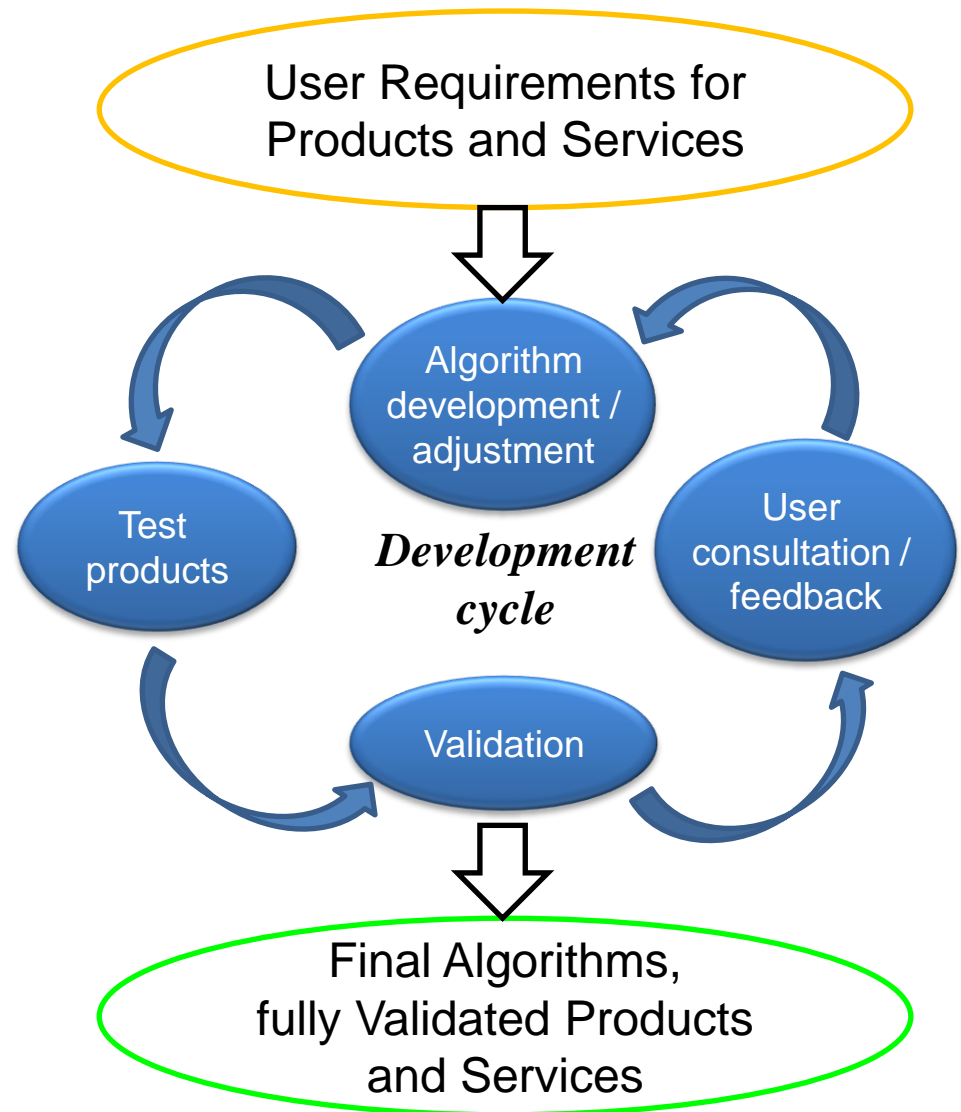 User Requirements for
Products and Services
Algorithm
development /
adjustment
Test
products
Development
cycle
User
consultation /
feedback
Validation
Final Algorithms,
fully Validated Products
and Services